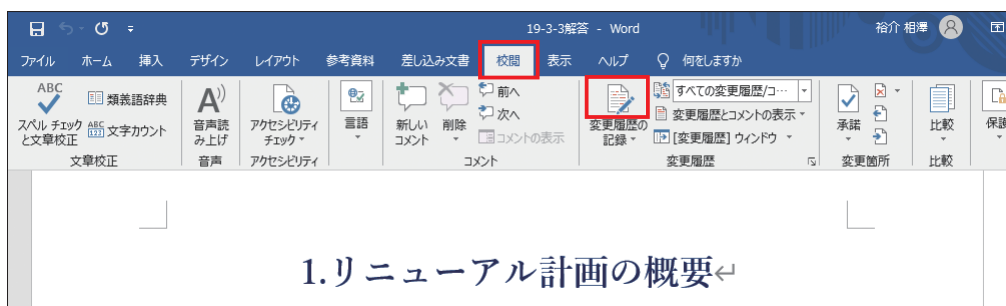 19-3-3解答 - Word
裕介 相澤
ファイル ホーム 挿入 デザイン レイアウト 参考資料 差し込み文書 校閲 表示 ヘルプ 何をしますか
ABC
スペル チェックと文章校正
類義語辞典
ABC
123
文字カウント
文章校正
A
音声読み上げ
音声
アクセシビリティ
チェック
アクセシビリティ
言語
新しい
コメント
削除
前へ
次へ
コメントの表示
コメント
変更履歴の
記録
すべての変更履歴/コ…
変更履歴とコメントの表示
[変更履歴] ウィンドウ
変更履歴
承諾
変更箇所
比較
比較
1.リニューアル計画の概要↵